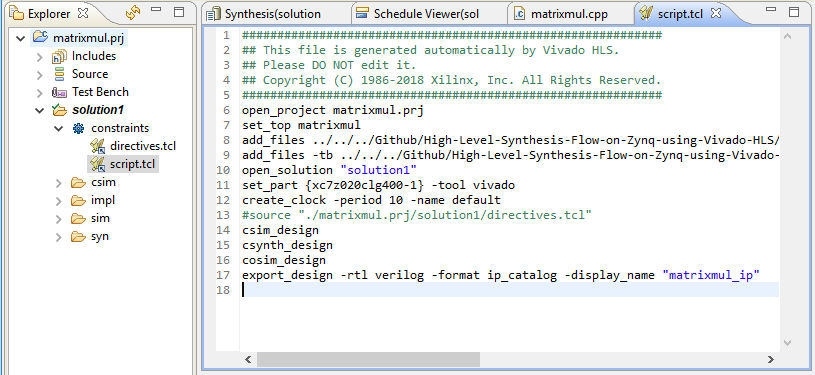 Explorer
matrixmul.prj
Includes
Source
Test Bench
solution1
constraints
directives.tcl
script.tcl
csim
impl
sim
syn
Synthesis(solution
Schedule Viewer(sol
matrixmul.cpp
script.tcl
1 ################################################################
2 ## This file is generated automatically by Vivado HLS.
3 ## Please DO NOT edit it.
4 ## Copyright (C) 1986-2018 Xilinx, Inc. All Rights Reserved.
5 ################################################################
6 open_project matrixmul.prj
7 set_top matrixmul
8 add_files ../../../Github/High-Level-Synthesis-Flow-on-Zynq-using-Vivado-HLS/
9 add_files -tb ../../../Github/High-Level-Synthesis-Flow-on-Zynq-using-Vivado-
10 open_solution "solution1"
11 set_part {xc7z020clg400-1} -tool vivado
12 create_clock -period 10 -name default
13 #source "./matrixmul.prj/solution1/directives.tcl"
14 csim_design
15 csynth_design
16 cosim_design
17 export_design -rtl verilog -format ip_catalog -display_name "matrixmul_ip"
18